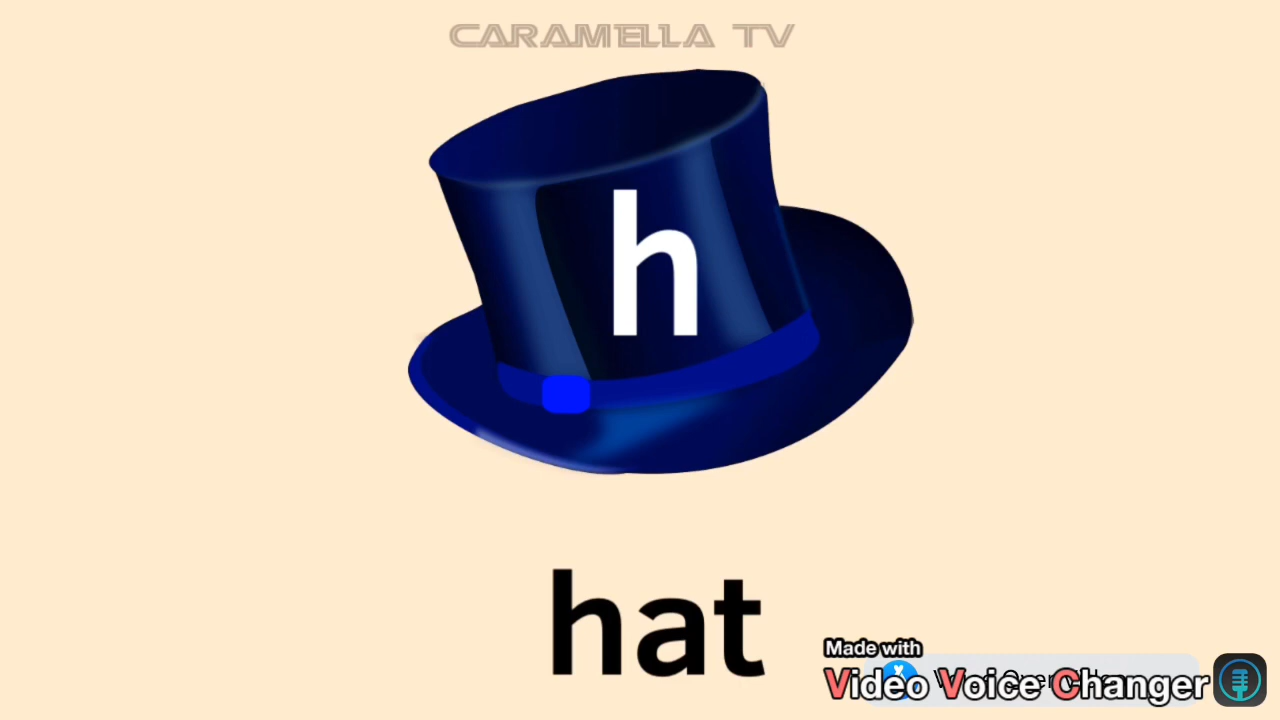 CARAMELLA TV
h
hat
Made with
Video Voice Changer